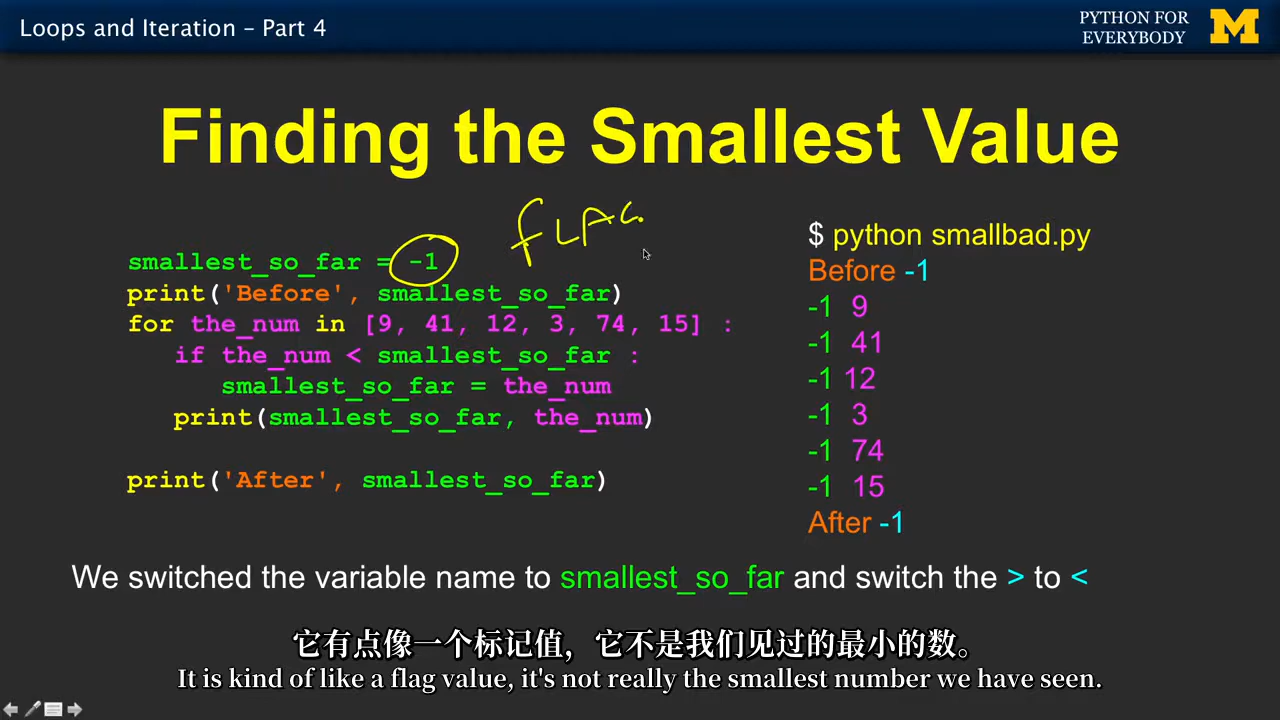 Loops and Iteration – Part 4
PYTHON FOR
EVERYBODY
M
Finding the Smallest Value
FLAG
smallest_so_far = -1
print('Before', smallest_so_far)
for the_num in [9, 41, 12, 3, 74, 15] :
if the_num < smallest_so_far :
smallest_so_far = the_num
print(smallest_so_far, the_num)
print('After', smallest_so_far)
$ python smallbad.py
Before -1
-1 9
-1 41
-1 12
-1 3
-1 74
-1 15
After -1
We switched the variable name to smallest_so_far and switch the > to <
它有点像一个标记值，它不是我们见过的最小的数。
It is kind of like a flag value, it's not really the smallest number we have seen.